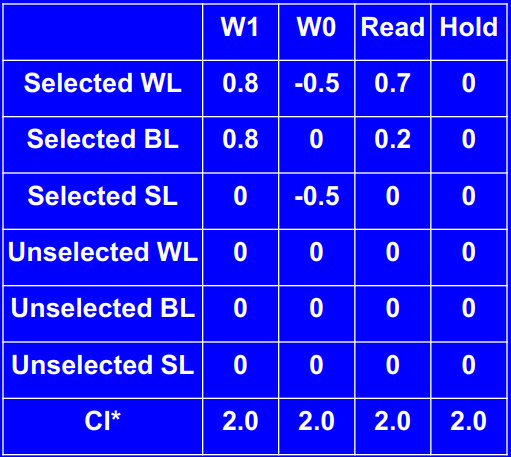 W1 W0 Read Hold
Selected WL 0.8 -0.5 0.7 0
Selected BL 0.8 0 0.2 0
Selected SL 0 -0.5 0 0
Unselected WL 0 0 0 0
Unselected BL 0 0 0 0
Unselected SL 0 0 0 0
CI* 2.0 2.0 2.0 2.0